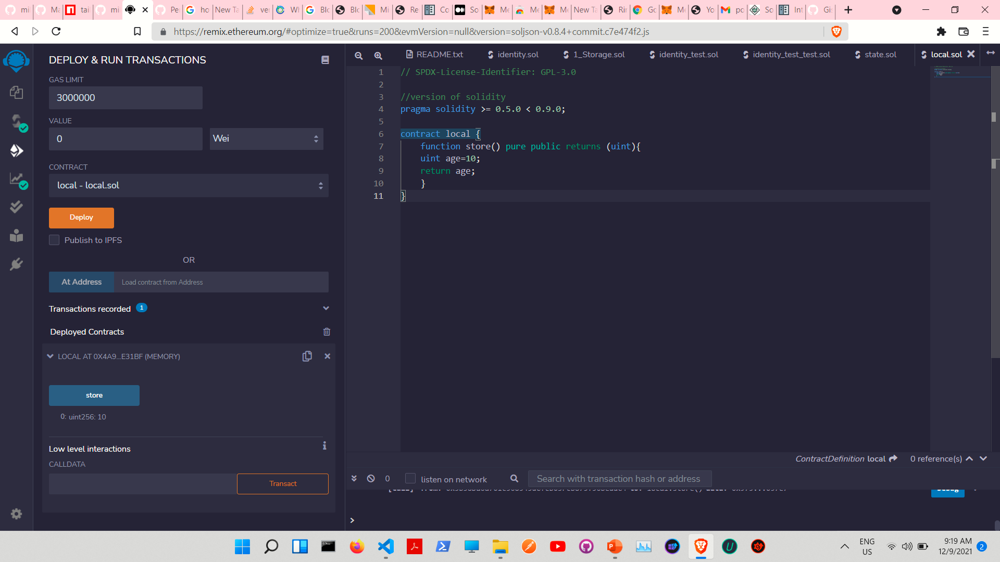 mi
Ma
tai
mi
Pe
ho
New Ta
ver
Wh
Blo
Blo
Mi
Re
Co
So
Me
Me
Me
New Ta
Rin
Go
Me
Yo
po
So
Int
Gis
https://remix.ethereum.org/#optimize=true&runs=200&evmVersion=null&version=soljson-v0.8.4+commit.c7e474f2.js
DEPLOY & RUN TRANSACTIONS
GAS LIMIT
3000000
VALUE
0
Wei
CONTRACT
local - local.sol
Deploy
Publish to IPFS
OR
At Address
Load contract from Address
Transactions recorded 1
Deployed Contracts
LOCAL AT 0X4A9...E31BF (MEMORY)
store
0: uint256: 10
Low level interactions
i
CALLDATA
Transact
README.txt
identity.sol
1_Storage.sol
identity_test.sol
identity_test_test.sol
state.sol
local.sol
1 // SPDX-License-Identifier: GPL-3.0
2
3 //version of solidity
4 pragma solidity >= 0.5.0 < 0.9.0;
5
6 contract local {
7 function store() pure public returns (uint){
8 uint age=10;
9 return age;
10 }
11 }
ContractDefinition local
0 reference(s)
0
listen on network
Search with transaction hash or address
>
ENG
US
9:19 AM
12/9/2021
2